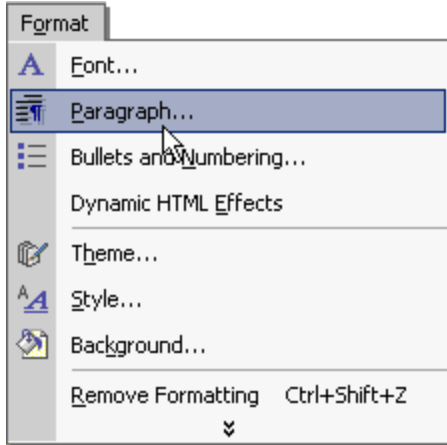 Format
Font...
Paragraph...
Bullets and Numbering...
Dynamic HTML Effects
Theme...
Style...
Background...
Remove Formatting Ctrl+Shift+Z